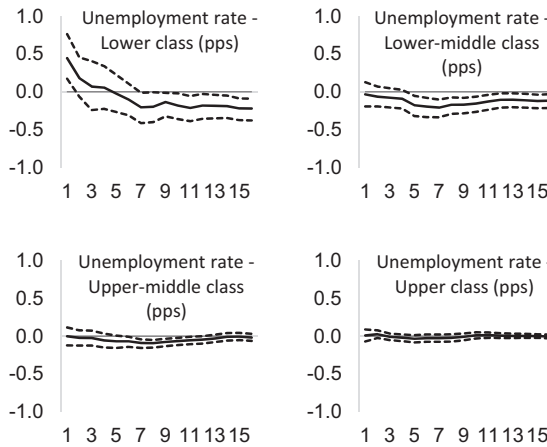 Unemployment rate -
Lower class (pps)
1.0
0.5
0.0
-0.5
-1.0
1 3 5 7 9 11 13 15
Unemployment rate -
Lower-middle class
(pps)
1.0
0.5
0.0
-0.5
-1.0
1 3 5 7 9 11 13 15
Unemployment rate -
Upper-middle class
(pps)
1.0
0.5
0.0
-0.5
-1.0
1 3 5 7 9 11 13 15
Unemployment rate -
Upper class (pps)
1.0
0.5
0.0
-0.5
-1.0
1 3 5 7 9 11 13 15